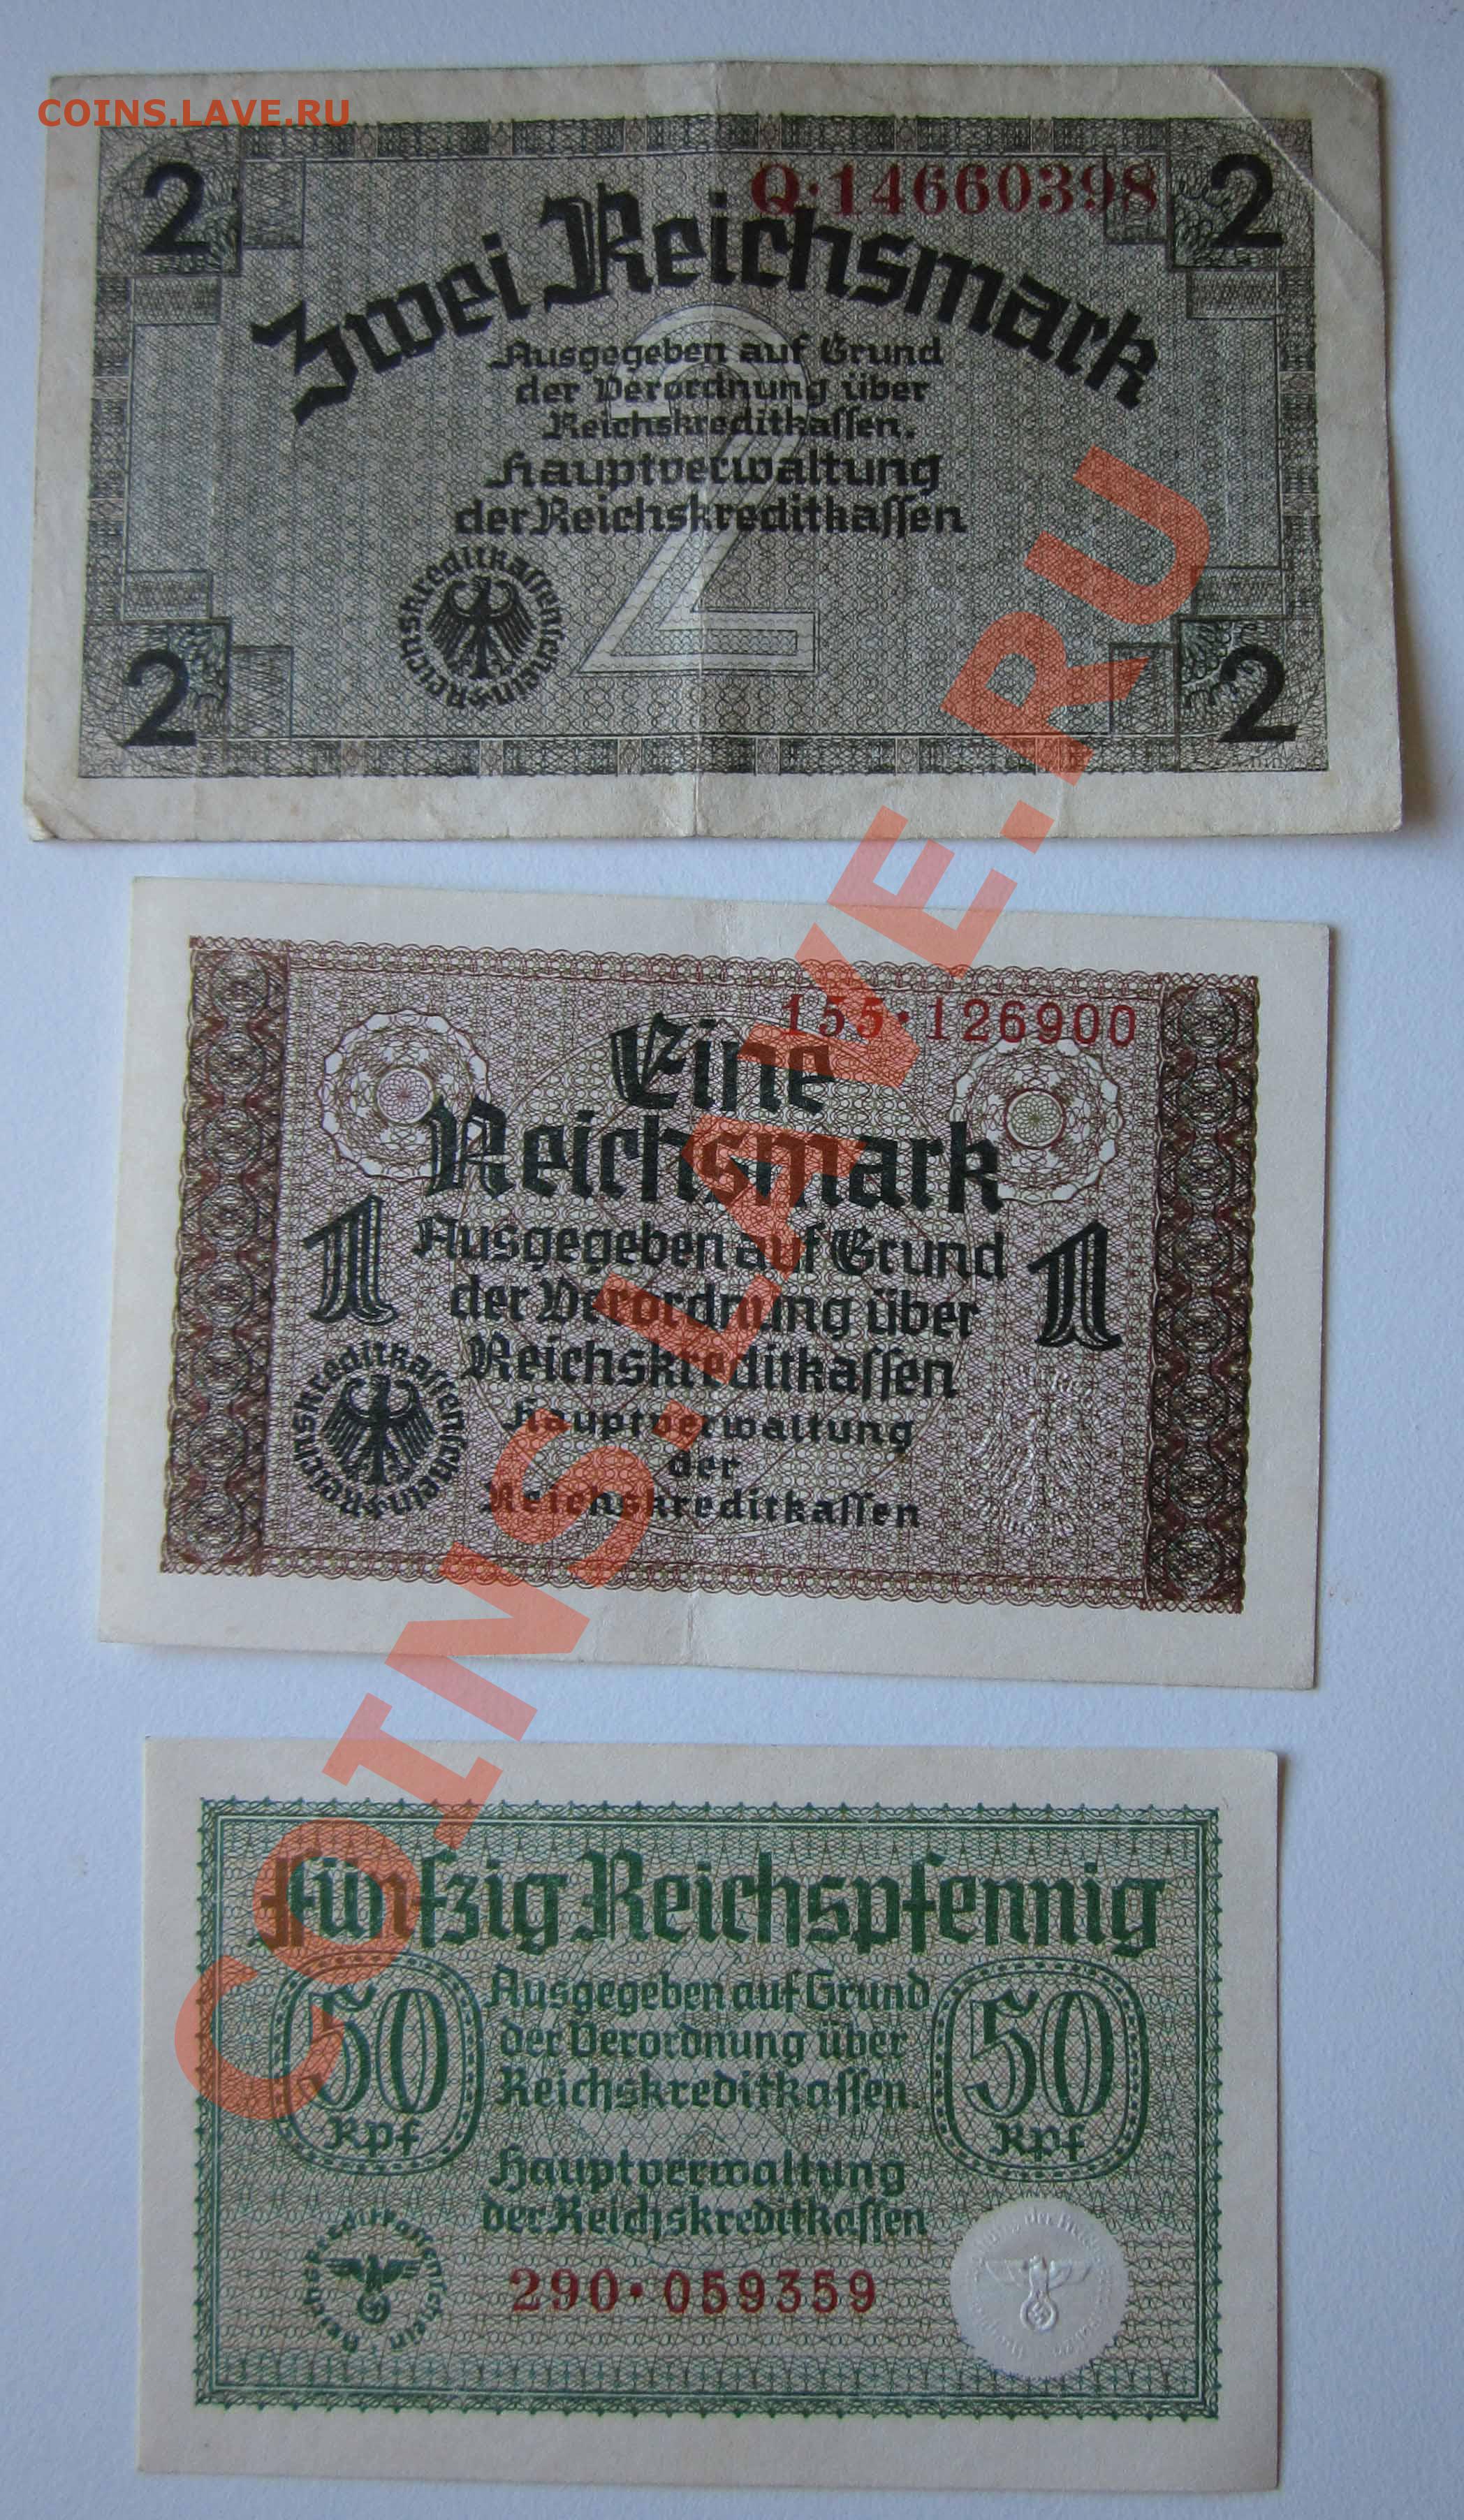 COINS.LAVE.RU
2
Q·14660398
2
Zwei Reichsmark
Ausgegeben auf Grund
der Verordnung über
Reichskreditkassen.
Hauptverwaltung
der Reichskreditkassen
2
Reichskreditkassenschein
2
2
155·126900
Eine
Reichsmark
1
Ausgegeben auf Grund
1
der Verordnung über
Reichskreditkassen
Hauptverwaltung
der
Reichskreditkassen
Reichskreditkassenschein
Fünfzig Reichspfennig
50
Rpf
Ausgegeben auf Grund
der Verordnung über
Reichskreditkassen.
50
Rpf
Hauptverwaltung
der Reichskreditkassen
290·059359
Reichskreditkassenschein
COINS.LAVE.RU